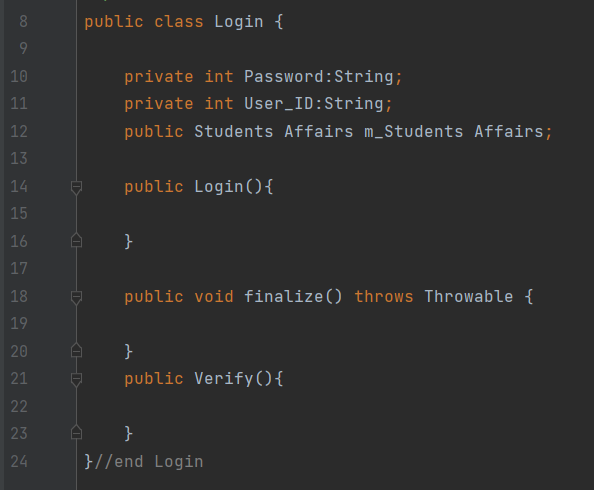 8 public class Login {
9
10 private int Password:String;
11 private int User_ID:String;
12 public Students Affairs m_Students Affairs;
13
14 public Login(){
15
16 }
17
18 public void finalize() throws Throwable {
19
20 }
21 public Verify(){
22
23 }
24 }//end Login